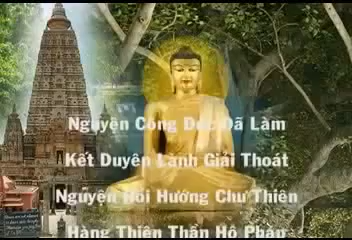 Nguyện Công Đức Đã Làm
Kết Duyên Lành Giải Thoát
Nguyện Hồi Hướng Chư Thiên
Hàng Thiên Thần Hộ Pháp